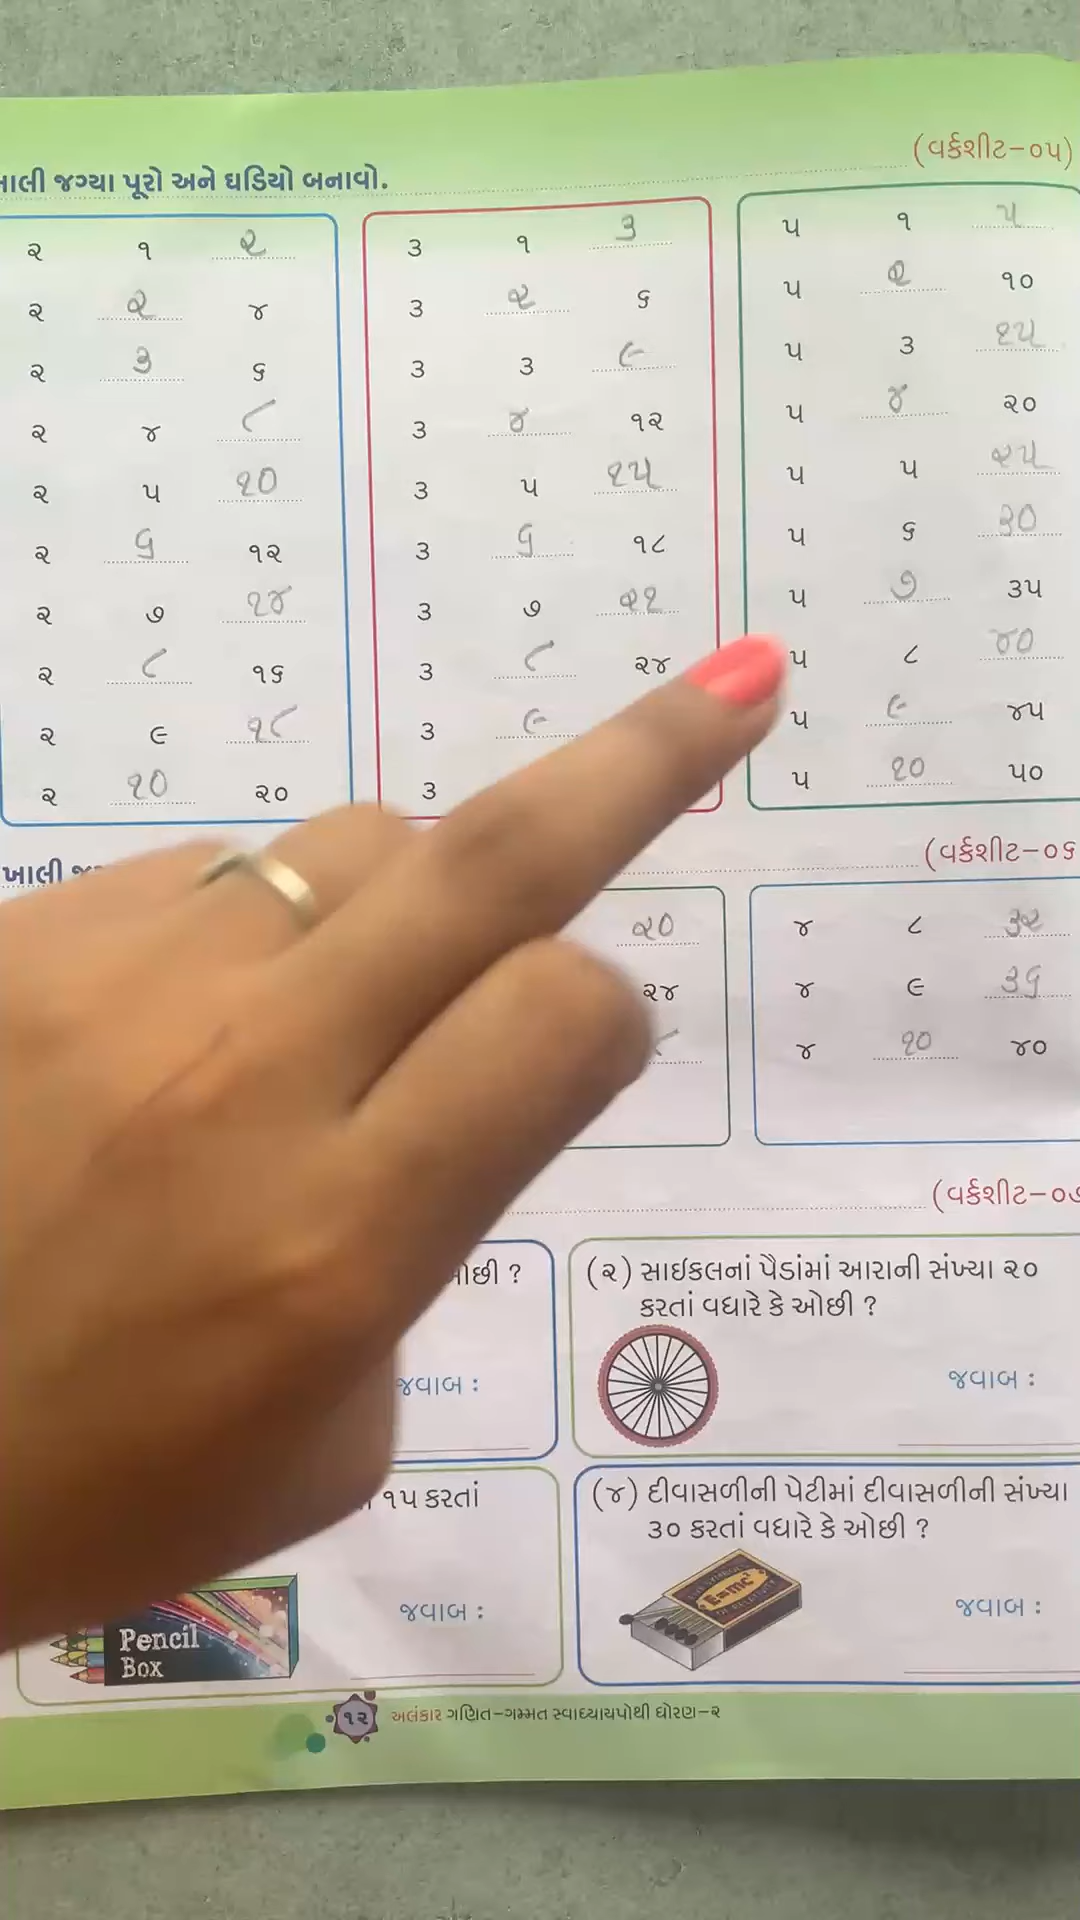 (વર્કશીટ-૦૫)
જગ્યા પૂરો અને ઘડિયો બનાવો.
૨ ૧ ૨
૨ ૨ ૪
૨ ૩ ૬
૨ ૪ ૮
૨ ૫ ૧૦
૨ ૬ ૧૨
૨ ૭ ૧૪
૨ ૮ ૧૬
૨ ૯ ૧૮
૨ ૧૦ ૨૦
૩ ૧ ૩
૩ ૨ ૬
૩ ૩ ૯
૩ ૪ ૧૨
૩ ૫ ૧૫
૩ ૬ ૧૮
૩ ૭ ૨૧
૩ ૮ ૨૪
૩ ૯
૩
૫ ૧ ૫
૫ ૨ ૧૦
૫ ૩ ૧૫
૫ ૪ ૨૦
૫ ૫ ૨૫
૫ ૬ ૩૦
૫ ૭ ૩૫
૫ ૮ ૪૦
૫ ૯ ૪૫
૫ ૧૦ ૫૦
(વર્કશીટ-૦૬
ખાલી
૨૦
૨૪
૪ ૮ ૩૨
૪ ૯ ૩૬
૪ ૧૦ ૪૦
(વર્કશીટ-૦૭
જવાબ :
(૨) સાઇકલનાં પૈડાંમાં આરાની સંખ્યા ૨૦
કરતાં વધારે કે ઓછી ?
જવાબ :
૧૫ કરતાં
જવાબ :
Pencil
Box
(૪) દીવાસળીની પેટીમાં દીવાસળીની સંખ્યા
૩૦ કરતાં વધારે કે ઓછી ?
E=mc²
જવાબ :
૧૨ અલંકાર ગણિત-ગમ્મત સ્વાધ્યાયપોથી ધોરણ-૨